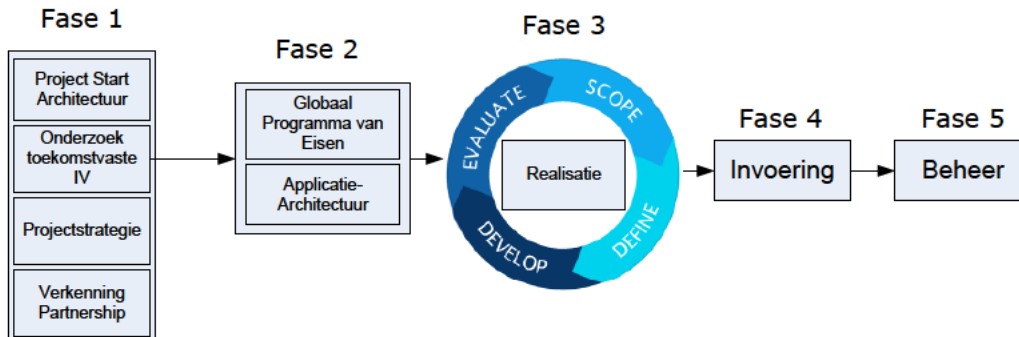 Fase 1
Project Start
Architectuur
Onderzoek
toekomstvaste
IV
Projectstrategie
Verkenning
Partnership
Fase 2
Globaal
Programma van
Eisen
Applicatie-
Architectuur
Fase 3
EVALUATE
SCOPE
DEFINE
DEVELOP
Realisatie
Fase 4
Invoering
Fase 5
Beheer